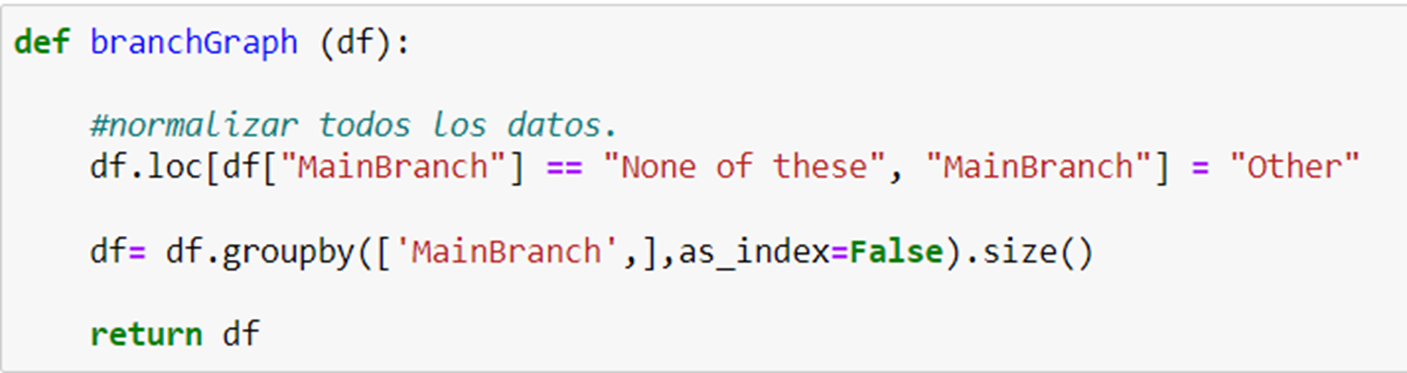 def branchGraph (df):
#normalizar todos los datos.
df.loc[df["MainBranch"] == "None of these", "MainBranch"] = "Other"
df= df.groupby(['MainBranch',],as_index=False).size()
return df